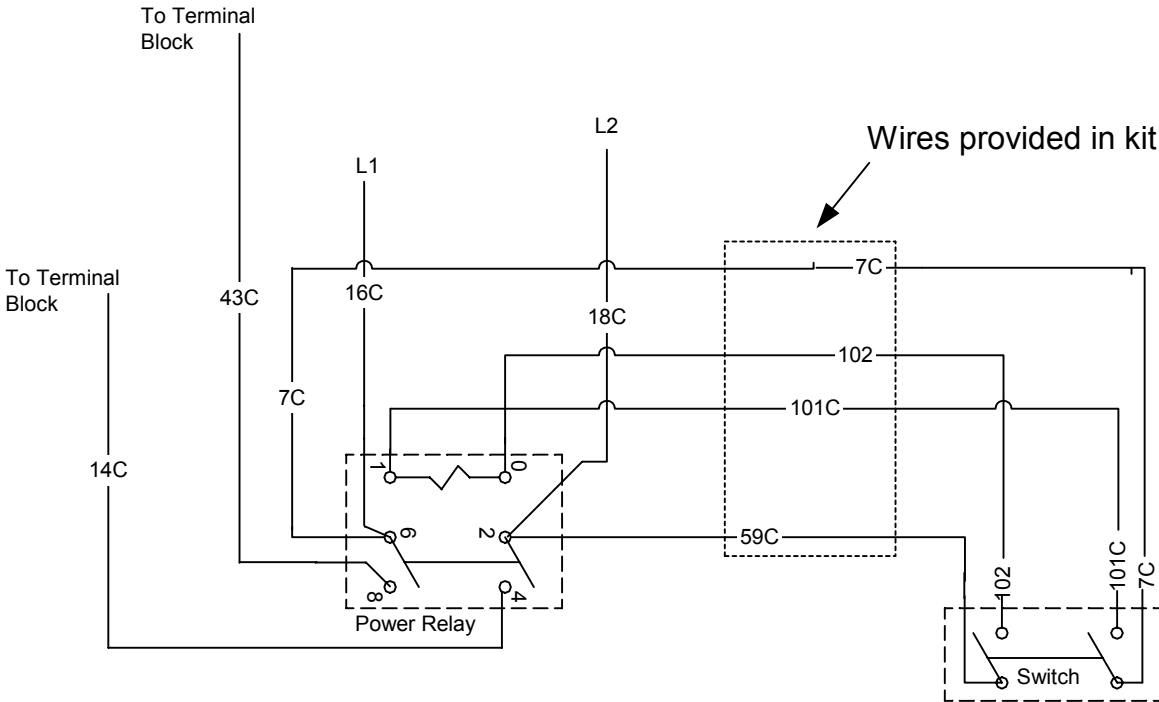 To Terminal
Block
L2
Wires provided in kit
L1
To Terminal
Block
7C
43C
16C
18C
102
7C
101C
14C
1
0
6
2
59C
8
4
102
101C
7C
Power Relay
Switch